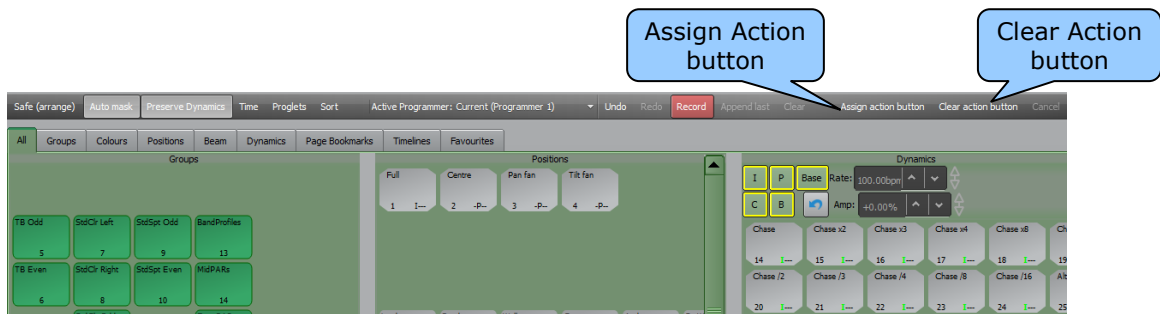 Assign Action
button
Clear Action
button
Safe (arrange) Auto mask Preserve Dynamics Time Proglets Sort Active Programmer: Current (Programmer 1) Undo Redo Record Append last Clear Assign action button Clear action button Cancel
All Groups Colours Positions Beam Dynamics Page Bookmarks Timelines Favourites
Groups Positions Dynamics
I P Base Rate: 100.00bpm
C B Amp: +0.00%
Full Centre Pan fan Tilt fan
1 I--- 2 -P-- 3 -P-- 4 -P--
TB Odd StdClr Left StdSpt Odd BandProfiles
5 7 9 13
Chase Chase x2 Chase x3 Chase x4 Chase x8
14 I--- 15 I--- 16 I--- 17 I--- 18 I--- 19
TB Even StdClr Right StdSpt Even MidPARs
6 8 10 14
Chase /2 Chase /3 Chase /4 Chase /8 Chase /16
20 I--- 21 I--- 22 I--- 23 I--- 24 I--- 25